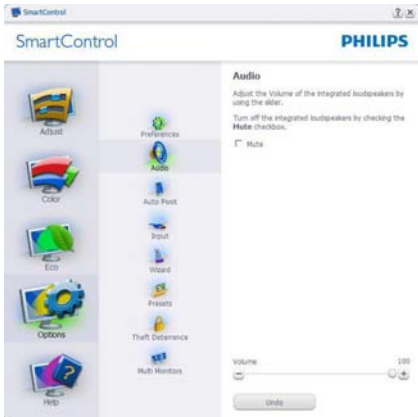 SmartControl
? ×
SmartControl
PHILIPS
Adjust
Color
Eco
Options
Help
Preferences
Audio
Auto Pivot
Input
Wizard
Presets
Theft Deterrence
Multi Monitors
Audio
Adjust the Volume of the integrated loudspeakers by
using the slider.
Turn off the integrated loudspeakers by checking the
Mute checkbox.
Mute
Volume
100
Undo